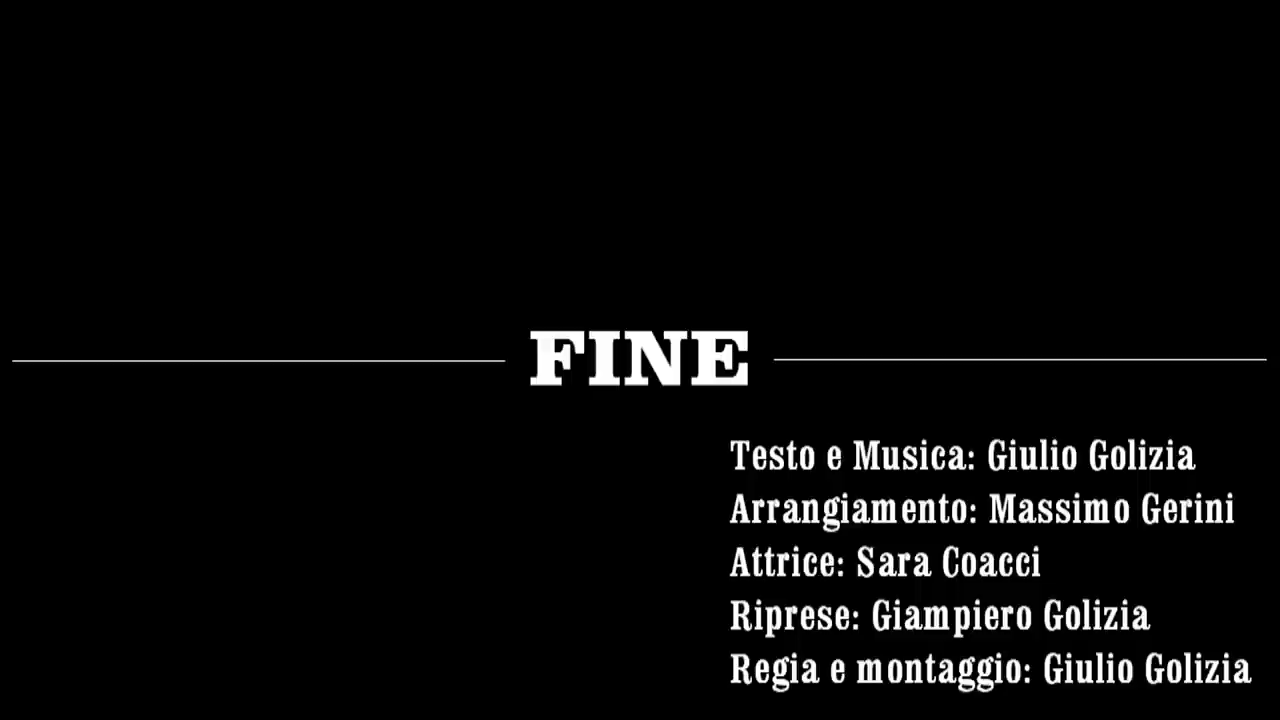 FINE
Testo e Musica: Giulio Golizia
Arrangiamento: Massimo Gerini
Attrice: Sara Coacci
Riprese: Giampiero Golizia
Regia e montaggio: Giulio Golizia